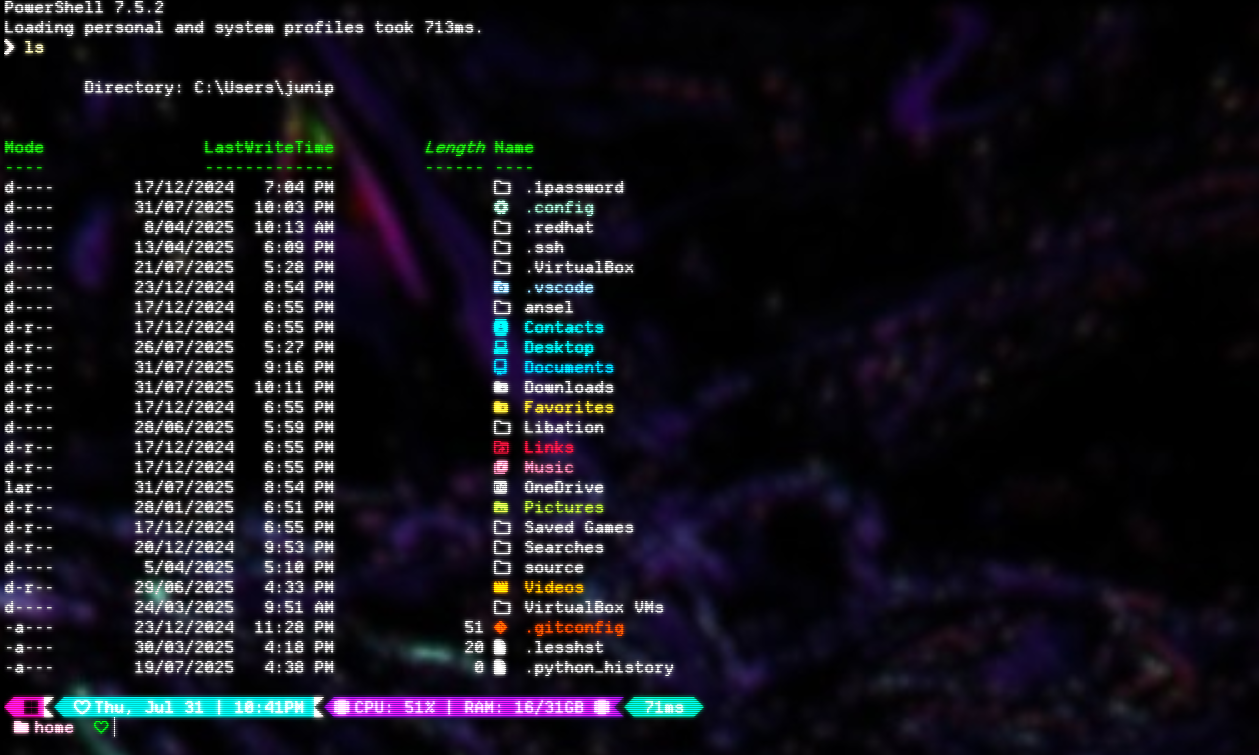 PowerShell 7.5.2
Loading personal and system profiles took 713ms.
❯ ls
Directory: C:\Users\junip
Mode LastWriteTime Length Name
---- ------------- ------ ----
d---- 17/12/2024 7:04 PM .1password
d---- 31/07/2025 10:03 PM .config
d---- 8/04/2025 10:13 AM .redhat
d---- 13/04/2025 6:09 PM .ssh
d---- 21/07/2025 5:28 PM .VirtualBox
d---- 23/12/2024 8:54 PM .vscode
d---- 17/12/2024 6:55 PM ansel
d-r-- 17/12/2024 6:55 PM Contacts
d-r-- 26/07/2025 5:27 PM Desktop
d-r-- 31/07/2025 9:16 PM Documents
d-r-- 31/07/2025 10:11 PM Downloads
d-r-- 17/12/2024 6:55 PM Favorites
d---- 28/06/2025 5:59 PM Libation
d-r-- 17/12/2024 6:55 PM Links
d-r-- 17/12/2024 6:55 PM Music
lar-- 31/07/2025 8:54 PM OneDrive
d-r-- 28/01/2025 6:51 PM Pictures
d-r-- 17/12/2024 6:55 PM Saved Games
d-r-- 20/12/2024 9:53 PM Searches
d---- 5/04/2025 5:10 PM source
d-r-- 29/06/2025 4:33 PM Videos
d---- 24/03/2025 9:51 AM VirtualBox VMs
-a--- 23/12/2024 11:28 PM 51 .gitconfig
-a--- 30/03/2025 4:18 PM 20 .lesshst
-a--- 19/07/2025 4:38 PM 0 .python_history
Thu, Jul 31 | 10:41PM CPU: 51% | RAM: 16/31GB 71ms
home